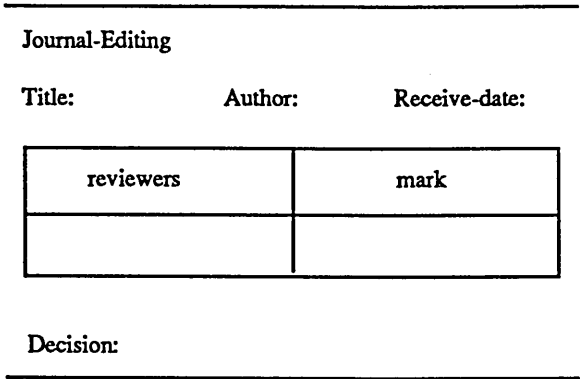 Journal-Editing
Title: Author: Receive-date:
reviewers mark
Decision: